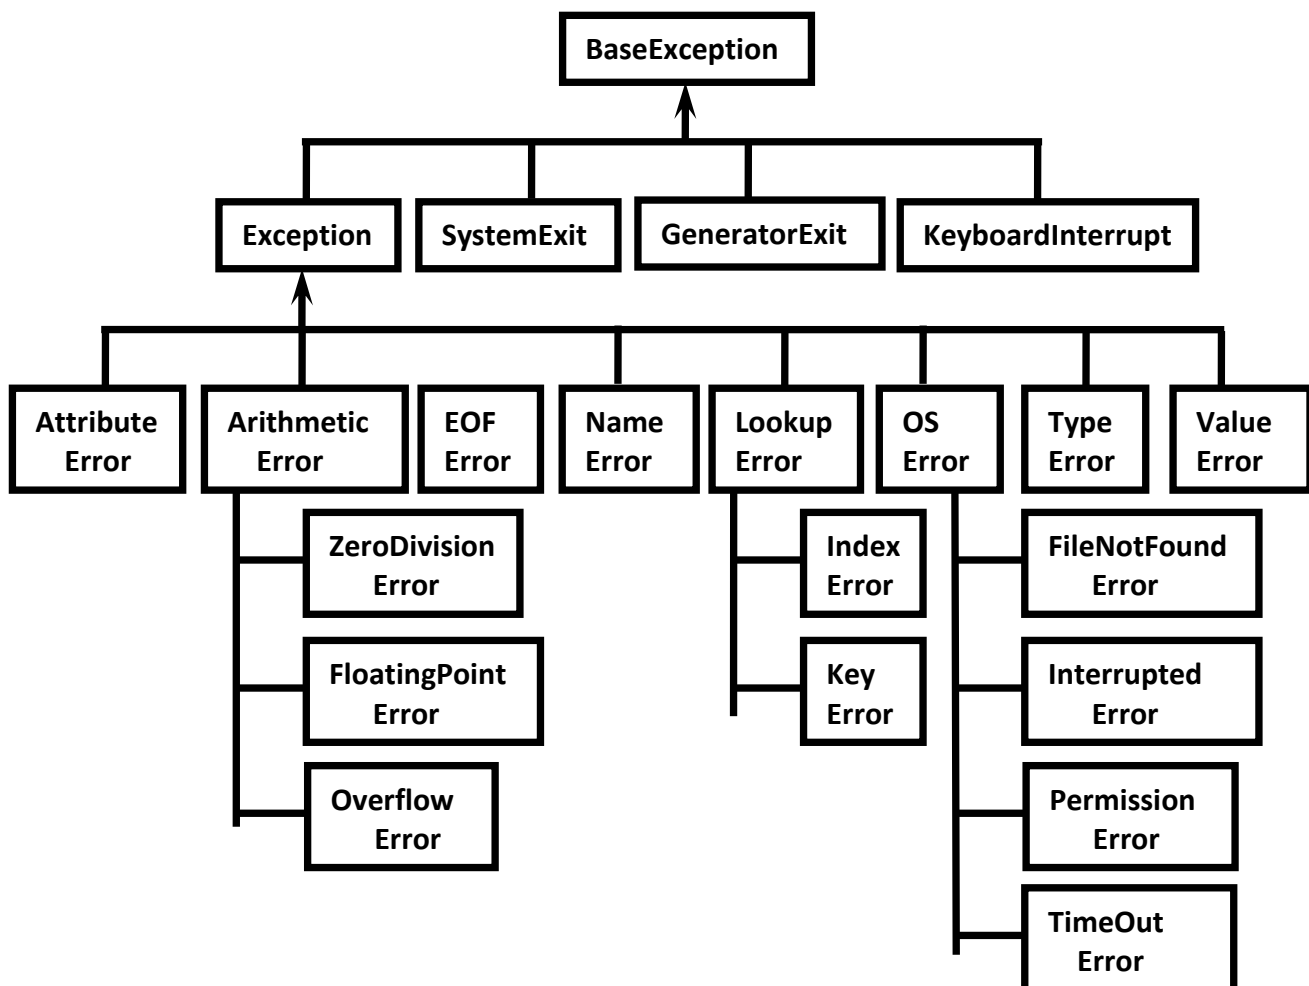 BaseException
Exception
SystemExit
GeneratorExit
KeyboardInterrupt
Attribute
Error
Arithmetic
Error
EOF
Error
Name
Error
Lookup
Error
OS
Error
Type
Error
Value
Error
ZeroDivision
Error
Index
Error
FileNotFound
Error
FloatingPoint
Error
Key
Error
Interrupted
Error
Overflow
Error
Permission
Error
TimeOut
Error